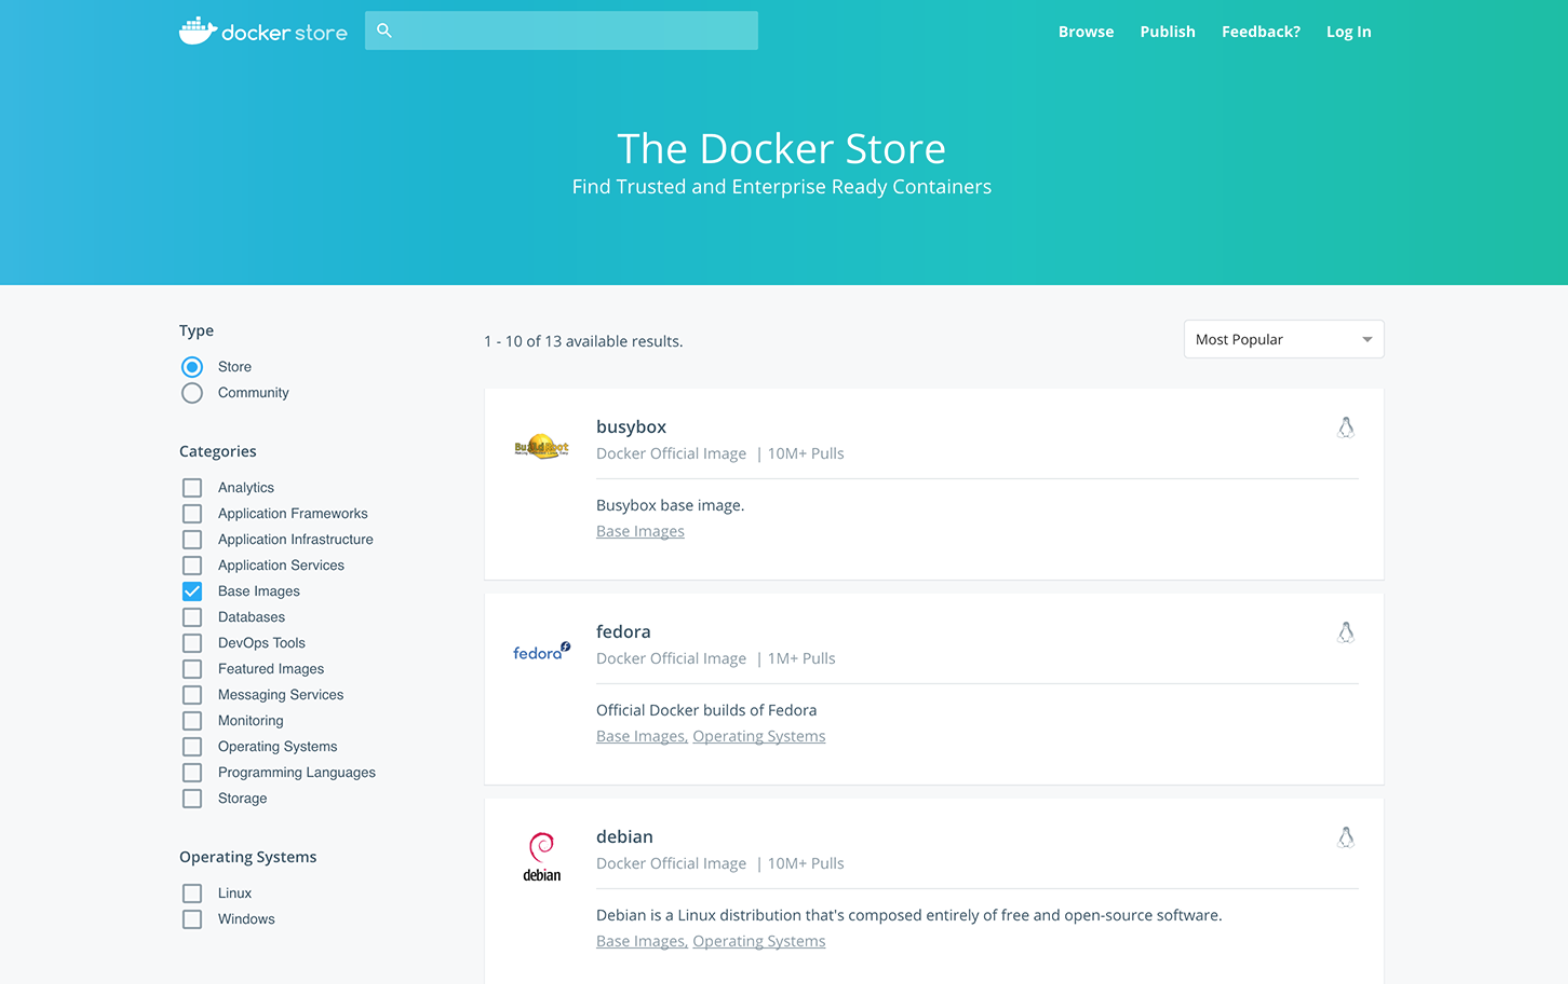 docker store
Browse Publish Feedback? Log In
The Docker Store
Find Trusted and Enterprise Ready Containers
Type
Store
Community
Categories
Analytics
Application Frameworks
Application Infrastructure
Application Services
Base Images
Databases
DevOps Tools
Featured Images
Messaging Services
Monitoring
Operating Systems
Programming Languages
Storage
Operating Systems
Linux
Windows
1 - 10 of 13 available results.
Most Popular
busybox
Docker Official Image | 10M+ Pulls
Busybox base image.
Base Images
fedora
fedora
Docker Official Image | 1M+ Pulls
Official Docker builds of Fedora
Base Images, Operating Systems
debian
debian
Docker Official Image | 10M+ Pulls
Debian is a Linux distribution that's composed entirely of free and open-source software.
Base Images, Operating Systems